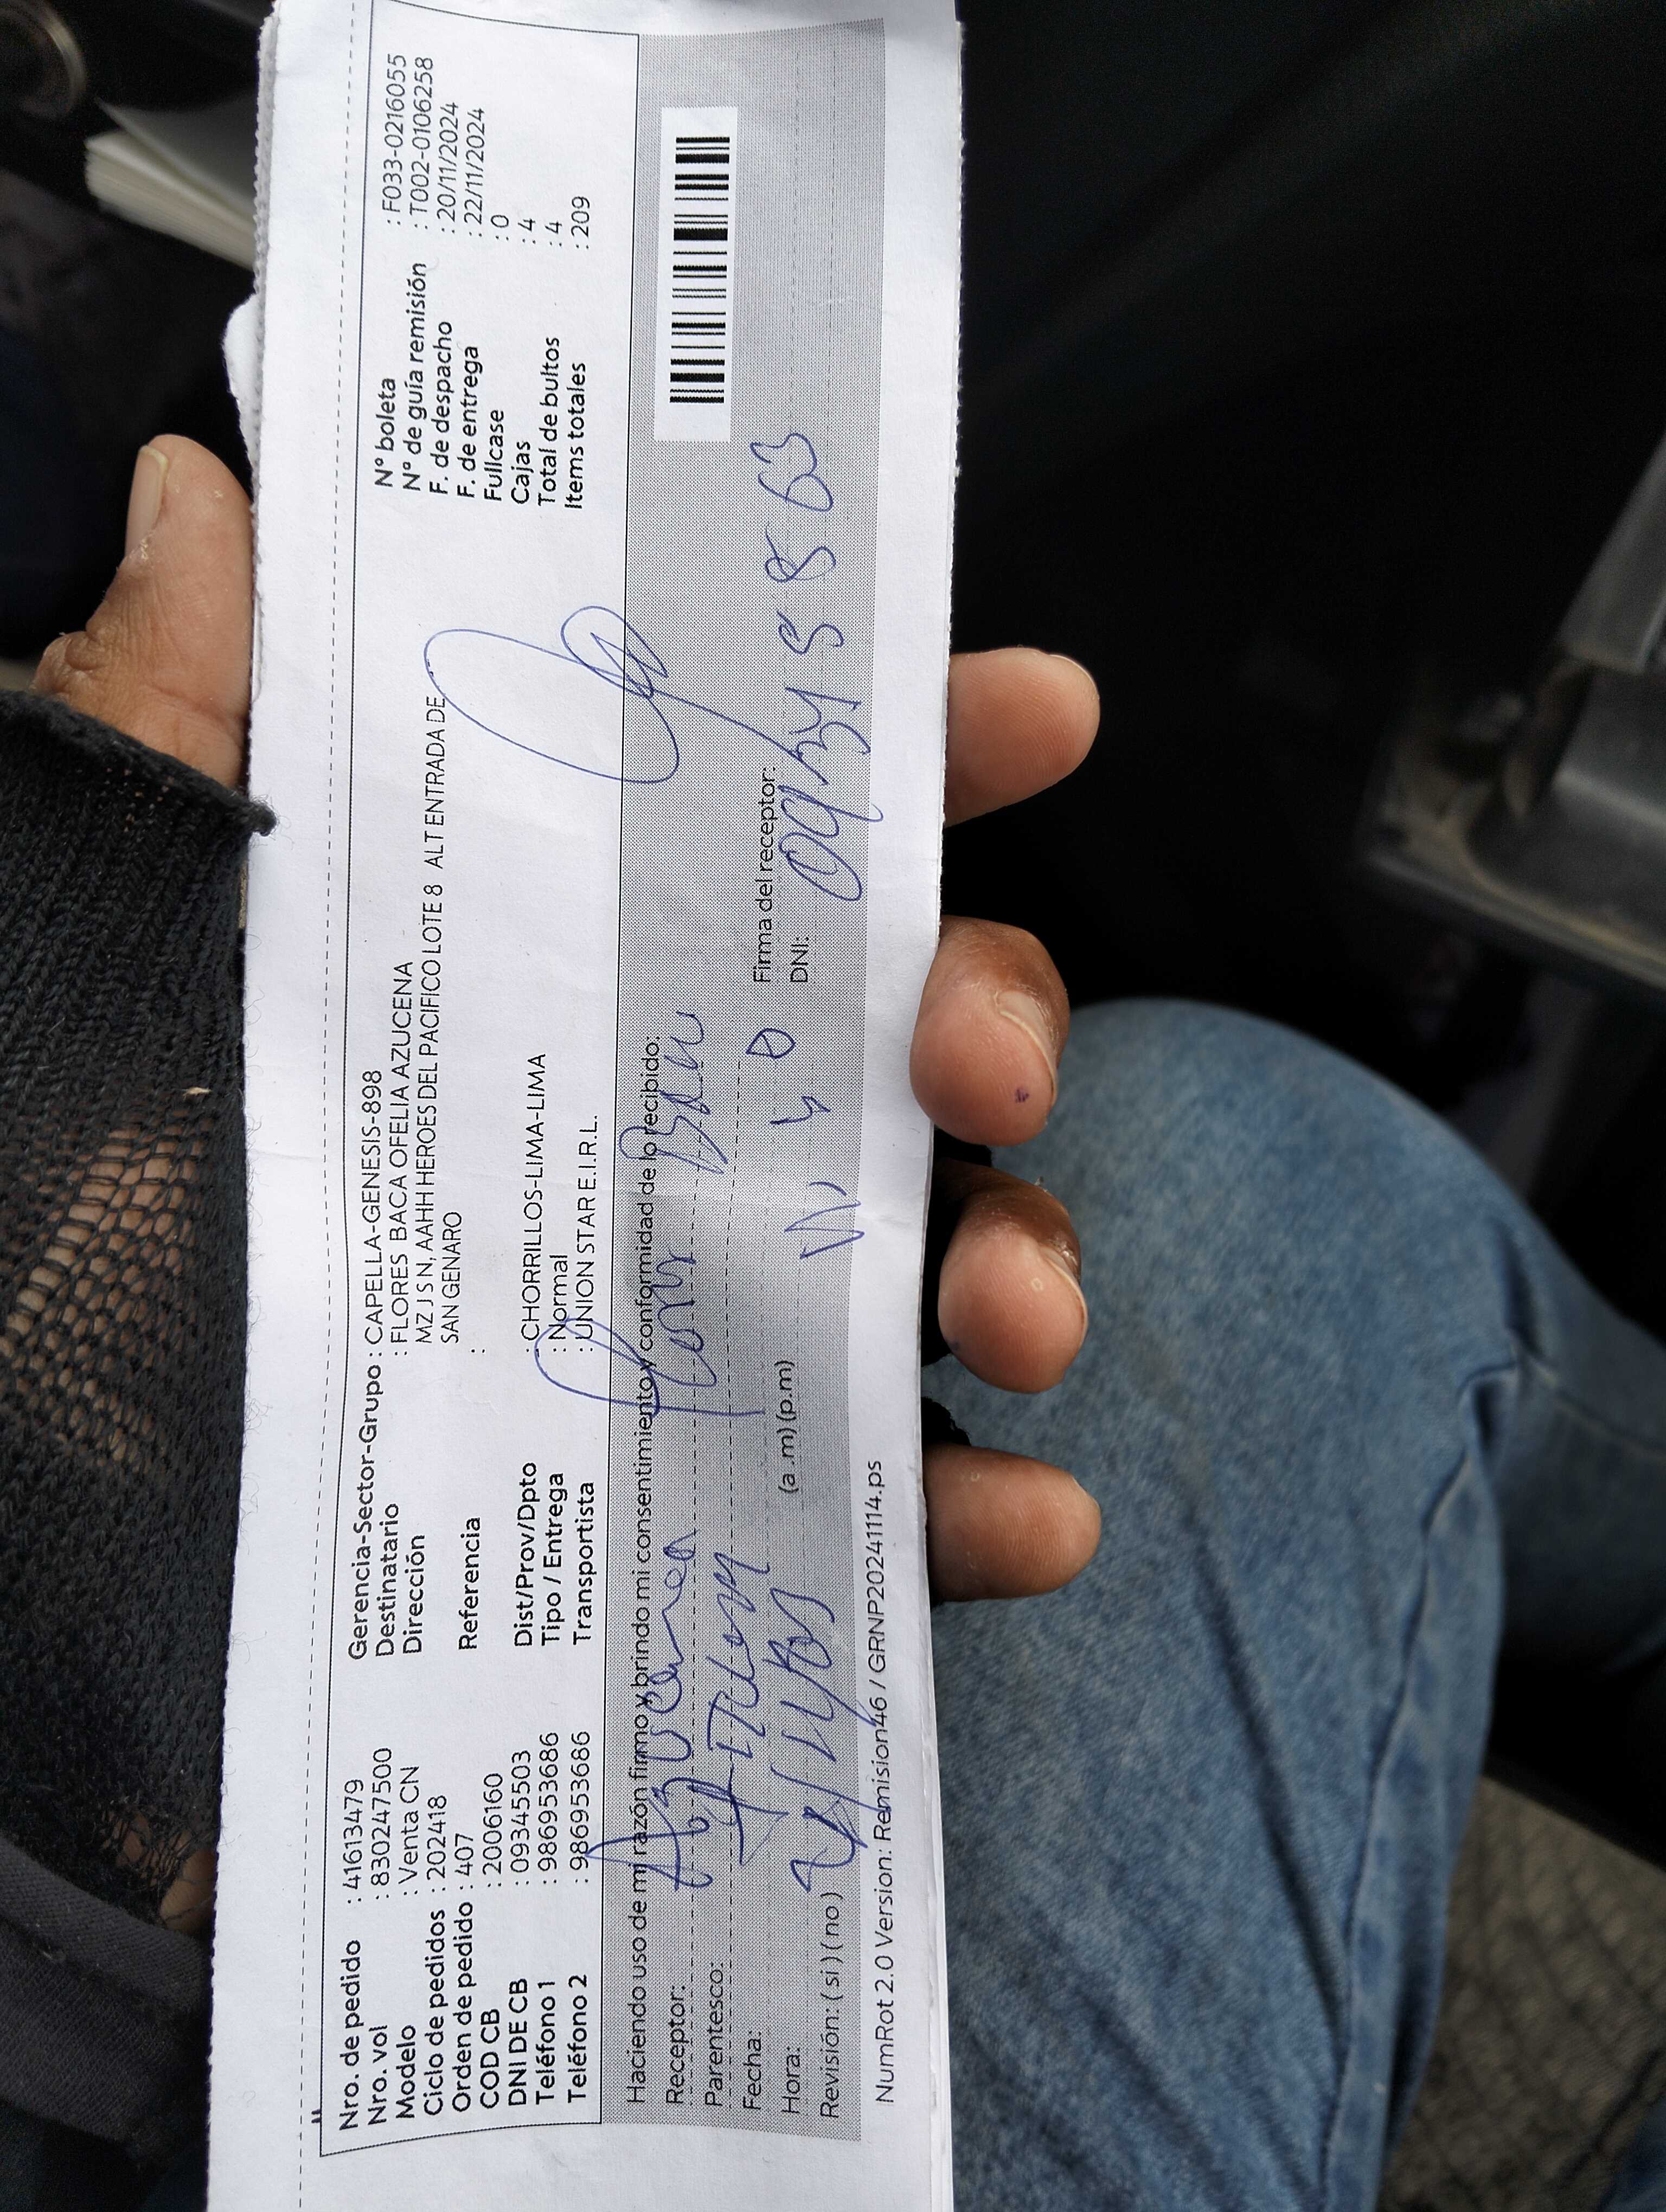 Nro. de pedido : 41613479
Nro. vol : 8302475​00
Modelo : Venta CN
Ciclo de pedidos : 202418
Orden de pedido : 407
COD CB : 2006160
DNI DE CB : 09345503
Teléfono 1 : 986953686
Teléfono 2 : 986953686
Gerencia-Sector-Grupo : CAPELLA-GENESIS-898
Destinatario : FLORES BACA OFELIA AZUCENA
Dirección MZ J S N, AAHH HEROES DEL PACIFICO LOTE 8 ALT ENTRADA DE
SAN GENARO
Referencia :
Dist/Prov/Dpto : CHORRILLOS-LIMA-LIMA
Tipo / Entrega : Normal
Transportista : UNION STAR E.I.R.L.
N° boleta : F033-0216055
N° de guía remisión : T002-0106258
F. de despacho : 20/11/2024
F. de entrega : 22/11/2024
Fullcase : 0
Cajas : 4
Total de bultos : 4
Items totales : 209
Haciendo uso de mi razón firmo y brindo mi consentimiento y conformidad de lo recibido.
Receptor: Azucena
Parentesco:
Fecha:
Hora: (a .m) (p.m)
Revisión: ( si ) ( no )
Firma del receptor:
DNI:
NumRot 2.0 Version: Remision46 / GRNP20241114.ps